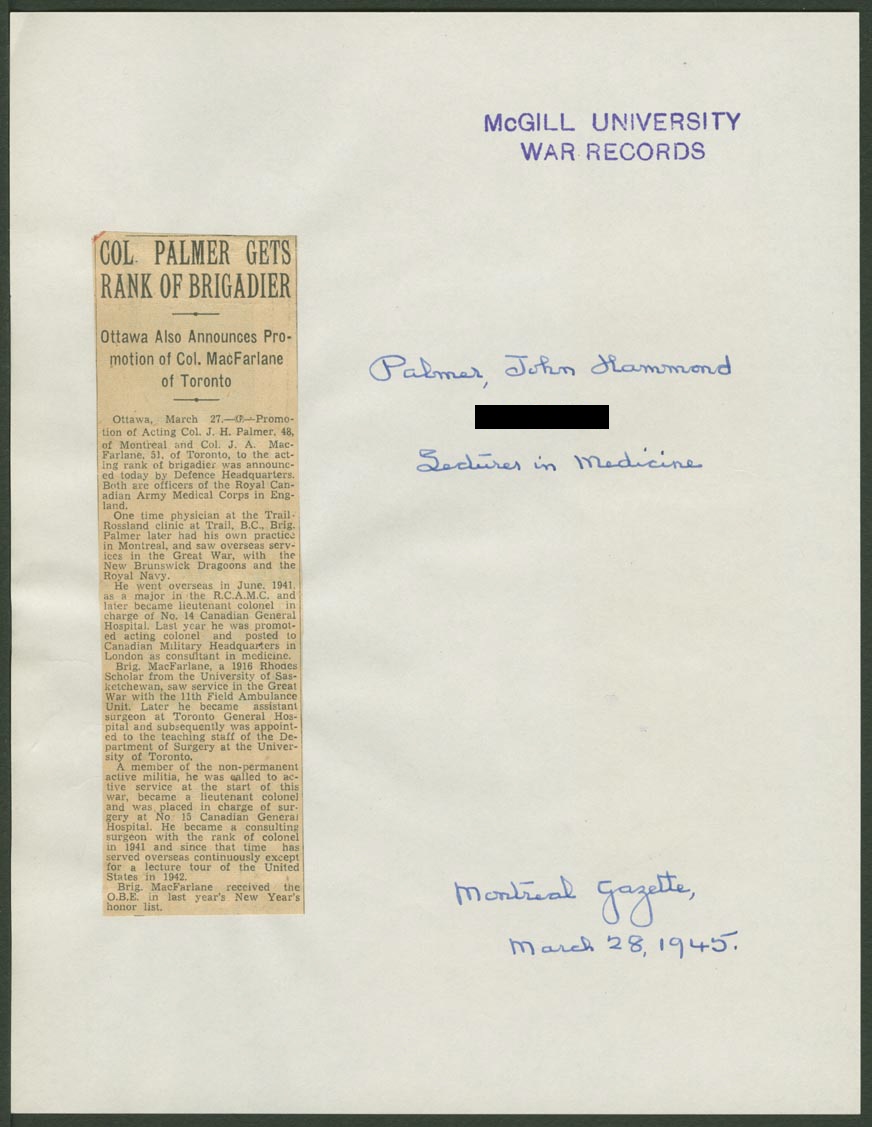 McGILL UNIVERSITY
WAR RECORDS
COL. PALMER GETS
RANK OF BRIGADIER
Ottawa Also Announces Pro-
motion of Col. MacFarlane
of Toronto
Ottawa, March 27.—(P)—Promo-
tion of Acting Col. J. H. Palmer, 48,
of Montreal and Col. J. A. Mac-
Farlane, 51, of Toronto, to the act-
ing rank of brigadier was announc-
ed today by Defence Headquarters.
Both are officers of the Royal Can-
adian Army Medical Corps in Eng-
land.
One time physician at the Trail-
Rossland clinic at Trail, B.C., Brig.
Palmer later had his own practice
in Montreal, and saw overseas serv-
ices in the Great War, with the
New Brunswick Dragoons and the
Royal Navy.
He went overseas in June, 1941,
as a major in the R.C.A.M.C. and
later became lieutenant colonel in
charge of No. 14 Canadian General
Hospital. Last year he was promot-
ed acting colonel and posted to
Canadian Military Headquarters in
London as consultant in medicine.
Brig. MacFarlane, a 1916 Rhodes
Scholar from the University of Sas-
ketchewan, saw service in the Great
War with the 11th Field Ambulance
Unit. Later he became assistant
surgeon at Toronto General Hos-
pital and subsequently was appoint-
ed to the teaching staff of the De-
partment of Surgery at the Univer-
sity of Toronto.
A member of the non-permanent
active militia, he was called to ac-
tive service at the start of this
war, became a lieutenant colonel
and was placed in charge of sur-
gery at No 15 Canadian General
Hospital. He became a consulting
surgeon with the rank of colonel
in 1941 and since that time has
served overseas continuously except
for a lecture tour of the United
States in 1942.
Brig. MacFarlane received the
O.B.E. in last year's New Year's
honor list.
Palmer, John Hammond
Lecturer in Medicine
Montreal Gazette,
March 28, 1945.